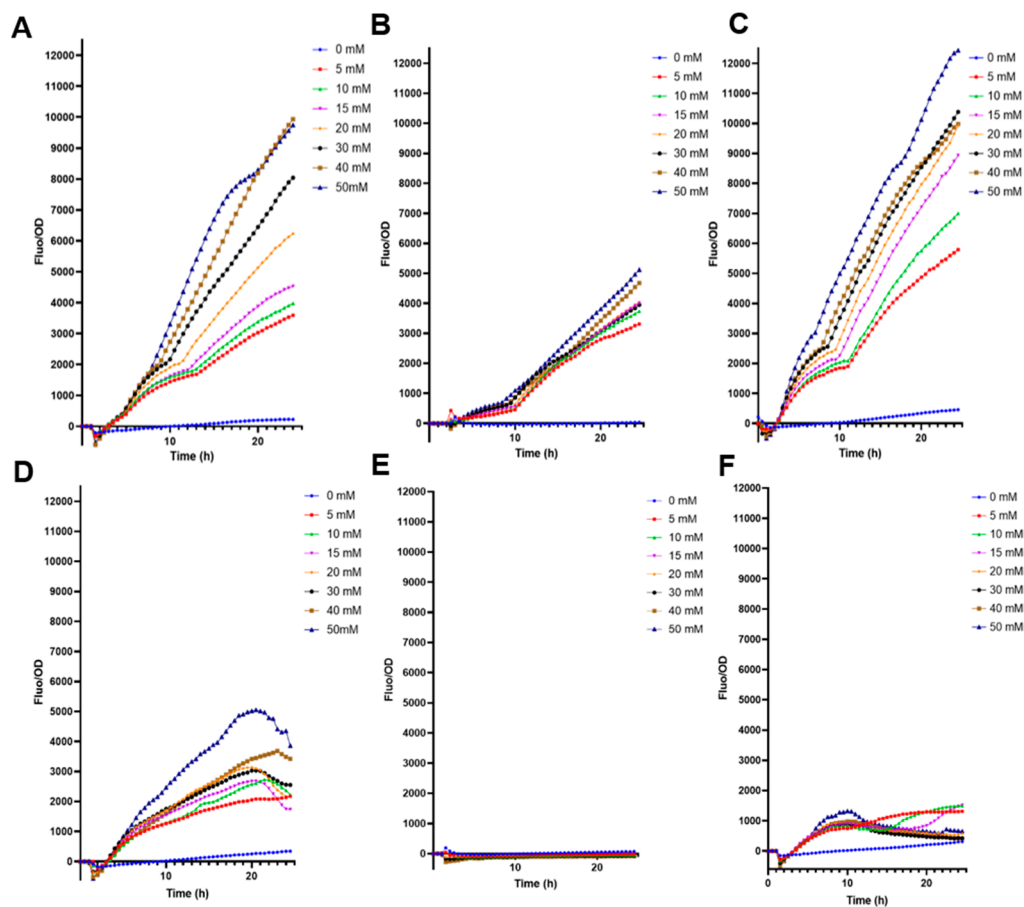 A
12000
11000
10000
9000
8000
7000
6000
5000
4000
3000
2000
1000
0
Fluo/OD
10
20
Time (h)
0 mM
5 mM
10 mM
15 mM
20 mM
30 mM
40 mM
50mM
B
12000
11000
10000
9000
8000
7000
6000
5000
4000
3000
2000
1000
0
Fluo/OD
0
10
20
Time (h)
0 mM
5 mM
10 mM
15 mM
20 mM
30 mM
40 mM
50 mM
C
12000
11000
10000
9000
8000
7000
6000
5000
4000
3000
2000
1000
0
Fluo/OD
10
20
Time (h)
0 mM
5 mM
10 mM
15 mM
20 mM
30 mM
40 mM
50 mM
D
12000
11000
10000
9000
8000
7000
6000
5000
4000
3000
2000
1000
0
Fluo/OD
10
20
Time (h)
0 mM
5 mM
10 mM
15 mM
20 mM
30 mM
40 mM
50mM
E
12000
11000
10000
9000
8000
7000
6000
5000
4000
3000
2000
1000
0
Fluo/OD
0
10
20
Time (h)
0 mM
5 mM
10 mM
15 mM
20 mM
30 mM
40 mM
50 mM
F
12000
11000
10000
9000
8000
7000
6000
5000
4000
3000
2000
1000
0
Fluo/OD
0
10
20
Time (h)
0 mM
5 mM
10 mM
15 mM
20 mM
30 mM
40 mM
50 mM